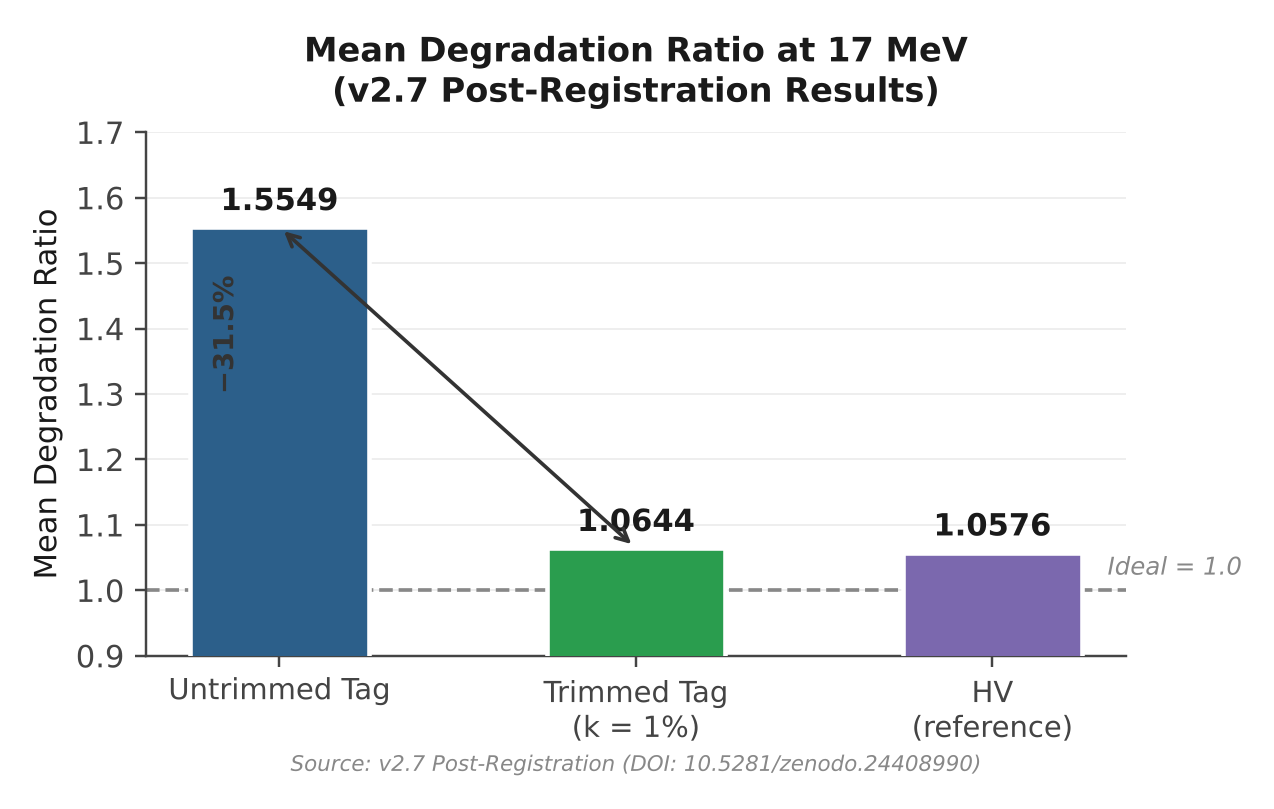 Mean Degradation Ratio at 17 MeV
(v2.7 Post-Registration Results)
Mean Degradation Ratio
1.7
1.6
1.5
1.4
1.3
1.2
1.1
1.0
0.9
1.5549
−31.5%
1.0644
1.0576
Ideal = 1.0
Untrimmed Tag
Trimmed Tag
(k = 1%)
HV
(reference)
Source: v2.7 Post-Registration (DOI: 10.5281/zenodo.24408990)